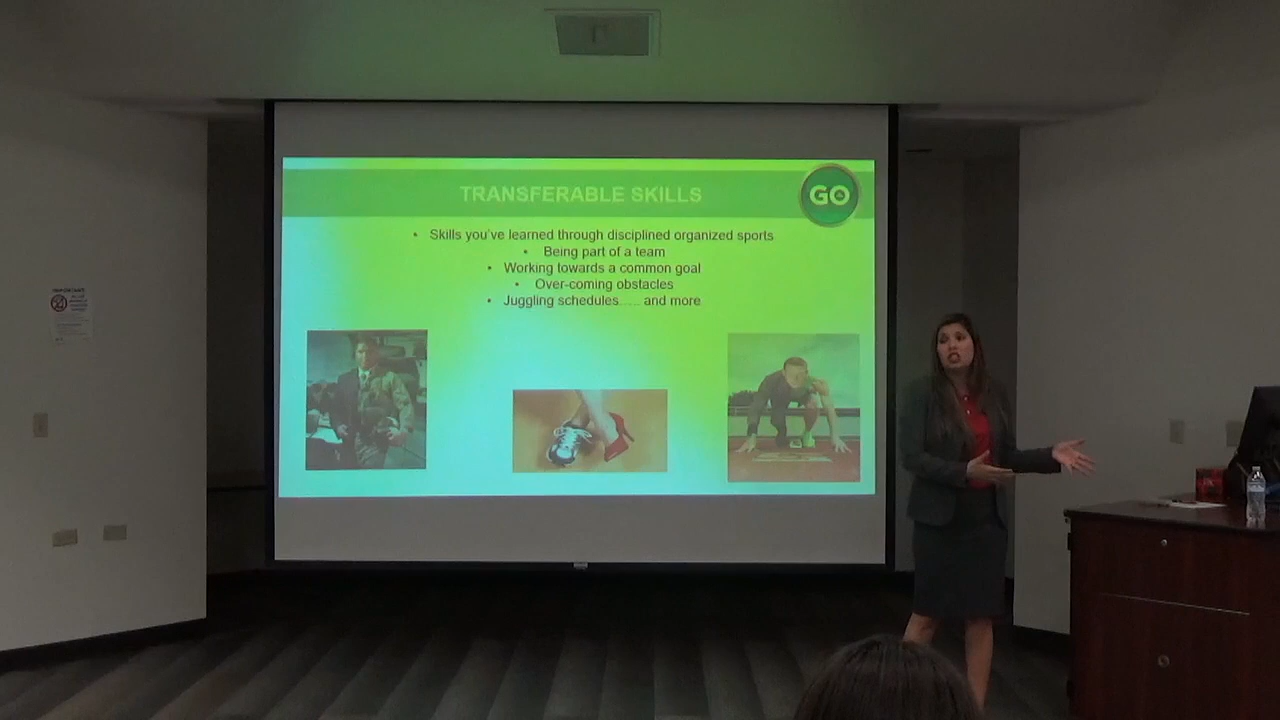 TRANSFERABLE SKILLS
GO
• Skills you've learned through disciplined organized sports
• Being part of a team
• Working towards a common goal
• Over-coming obstacles
• Juggling schedules...... and more
IMPORTANT